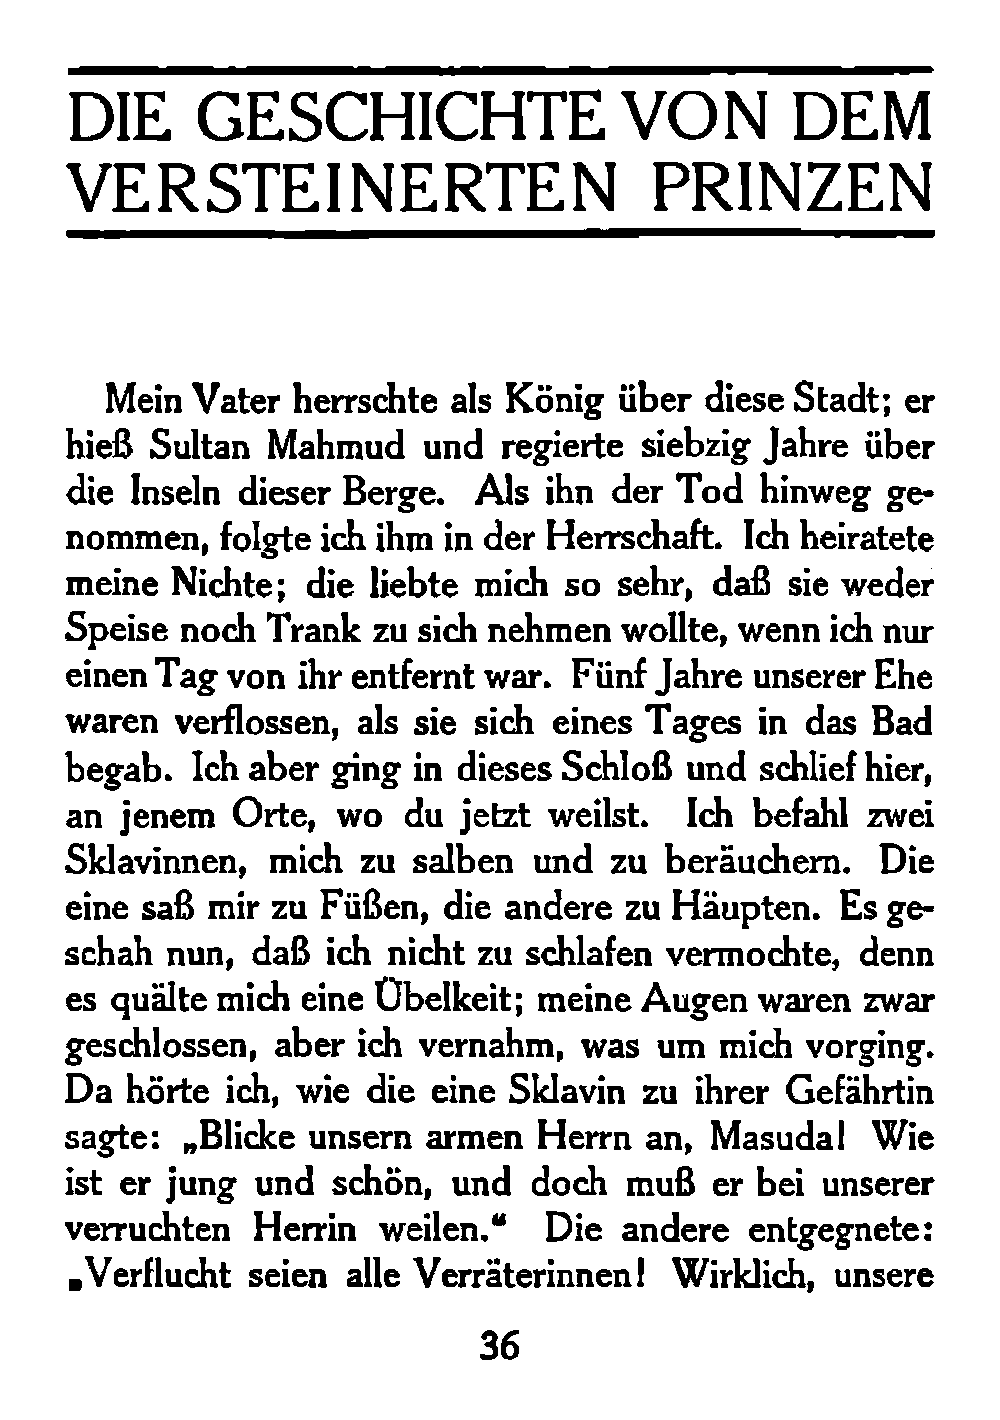 DIE GESCHICHTE VON DEM
VERSTEINERTEN PRINZEN
Mein Vater herrschte als König über diese Stadt; er
hieß Sultan Mahmud und regierte siebzig Jahre über
die Inseln dieser Berge. Als ihn der Tod hinweg ge-
nommen, folgte ich ihm in der Herrschaft. Ich heiratete
meine Nichte; die liebte mich so sehr, daß sie weder
Speise noch Trank zu sich nehmen wollte, wenn ich nur
einen Tag von ihr entfernt war. Fünf Jahre unserer Ehe
waren verflossen, als sie sich eines Tages in das Bad
begab. Ich aber ging in dieses Schloß und schlief hier,
an jenem Orte, wo du jetzt weilst. Ich befahl zwei
Sklavinnen, mich zu salben und zu beräuchern. Die
eine saß mir zu Füßen, die andere zu Häupten. Es ge-
schah nun, daß ich nicht zu schlafen vermochte, denn
es quälte mich eine Übelkeit; meine Augen waren zwar
geschlossen, aber ich vernahm, was um mich vorging.
Da hörte ich, wie die eine Sklavin zu ihrer Gefährtin
sagte: „Blicke unsern armen Herrn an, Masuda! Wie
ist er jung und schön, und doch muß er bei unserer
verruchten Herrin weilen.“ Die andere entgegnete:
„Verflucht seien alle Verräterinnen! Wirklich, unsere
36